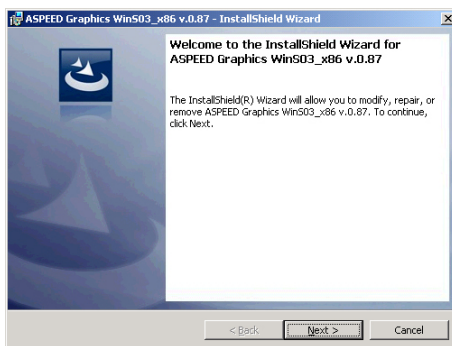 ASPEED Graphics WinS03_x86 v.0.87 - InstallShield Wizard
Welcome to the InstallShield Wizard for
ASPEED Graphics WinS03_x86 v.0.87
The InstallShield(R) Wizard will allow you to modify, repair, or
remove ASPEED Graphics WinS03_x86 v.0.87. To continue,
click Next.
< Back Next > Cancel